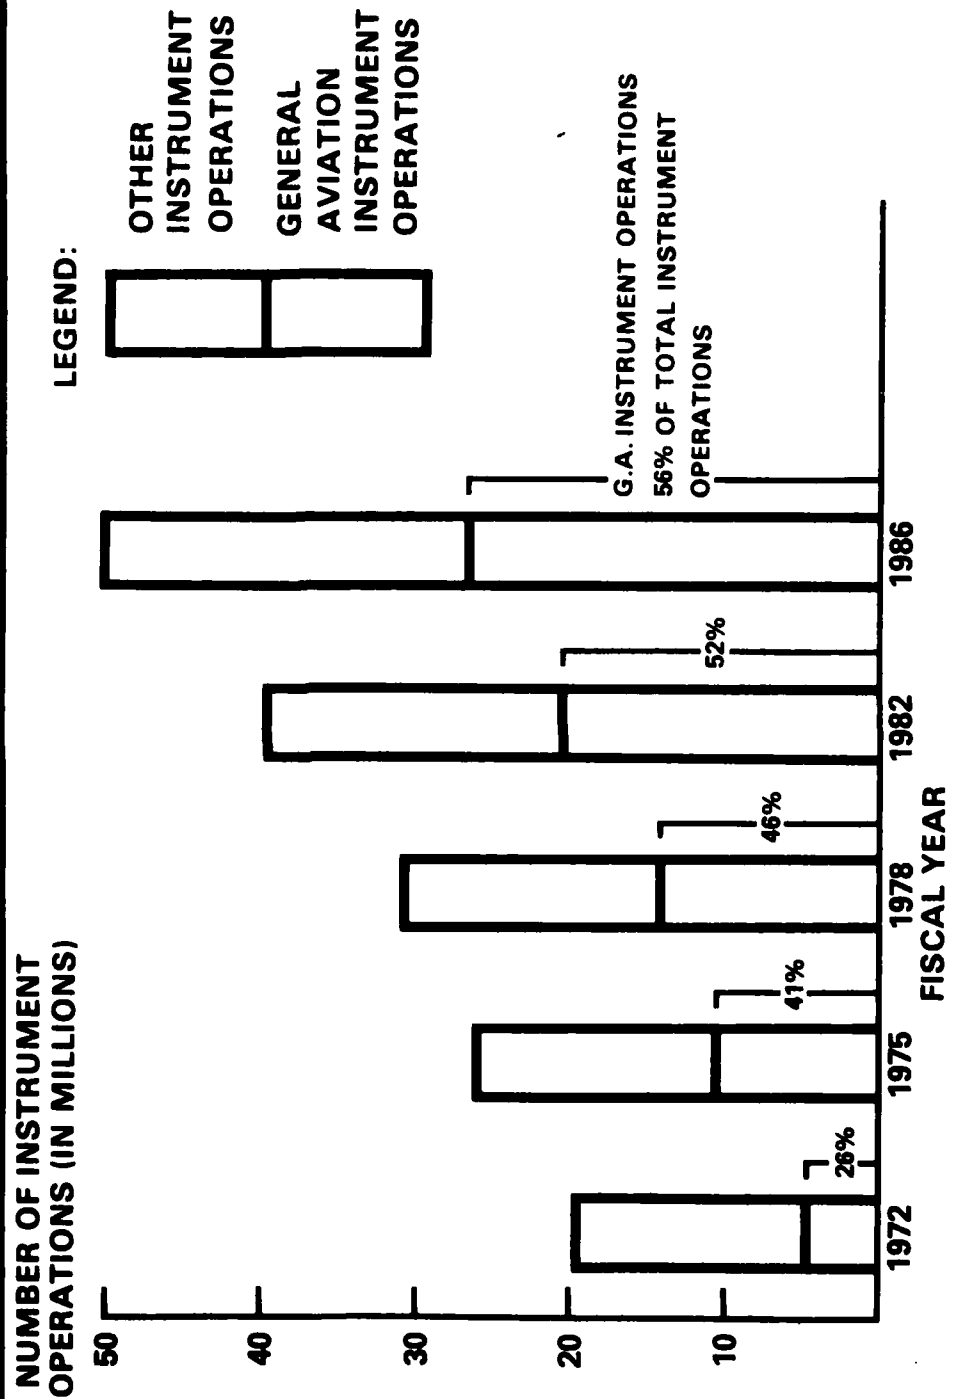 NUMBER OF INSTRUMENT
OPERATIONS (IN MILLIONS)
LEGEND:
OTHER
INSTRUMENT
OPERATIONS
GENERAL
AVIATION
INSTRUMENT
OPERATIONS
50
40
30
20
10
26%
41%
46%
52%
G.A. INSTRUMENT OPERATIONS
56% OF TOTAL INSTRUMENT
OPERATIONS
1972
1975
1978
1982
1986
FISCAL YEAR